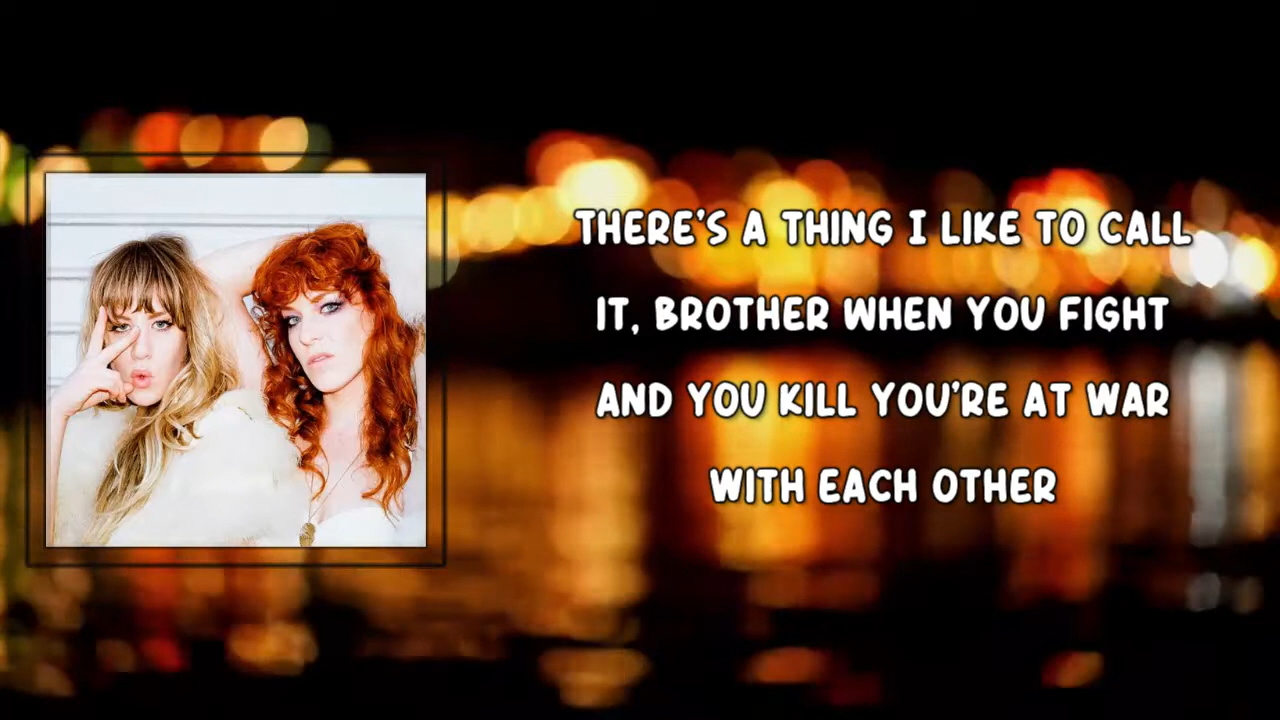 THERE'S A THING I LIKE TO CALL
IT, BROTHER WHEN YOU FIGHT
AND YOU KILL YOU'RE AT WAR
WITH EACH OTHER